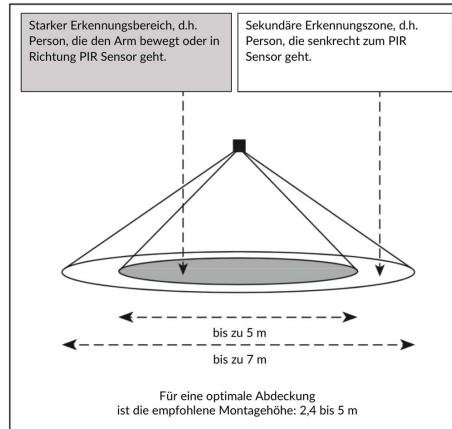 Starker Erkennungsbereich, d.h.
Person, die den Arm bewegt oder in
Richtung PIR Sensor geht.
Sekundäre Erkennungszone, d.h.
Person, die senkrecht zum PIR
Sensor geht.
bis zu 5 m
bis zu 7 m
Für eine optimale Abdeckung
ist die empfohlene Montagehöhe: 2,4 bis 5 m